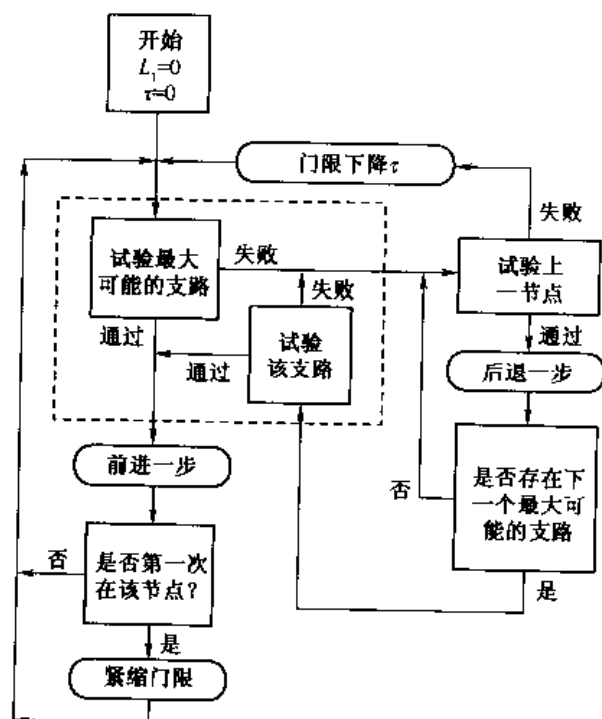 开始
L₁=0
τ=0
门限下降τ
失败
试验最大
可能的支路
失败
试验上
一节点
失败
通过
试验
该支路
通过
通过
后退一步
前进一步
否
是否存在下
一个最大可
能的支路
否
是否第一次
在该节点?
是
是
紧缩门限